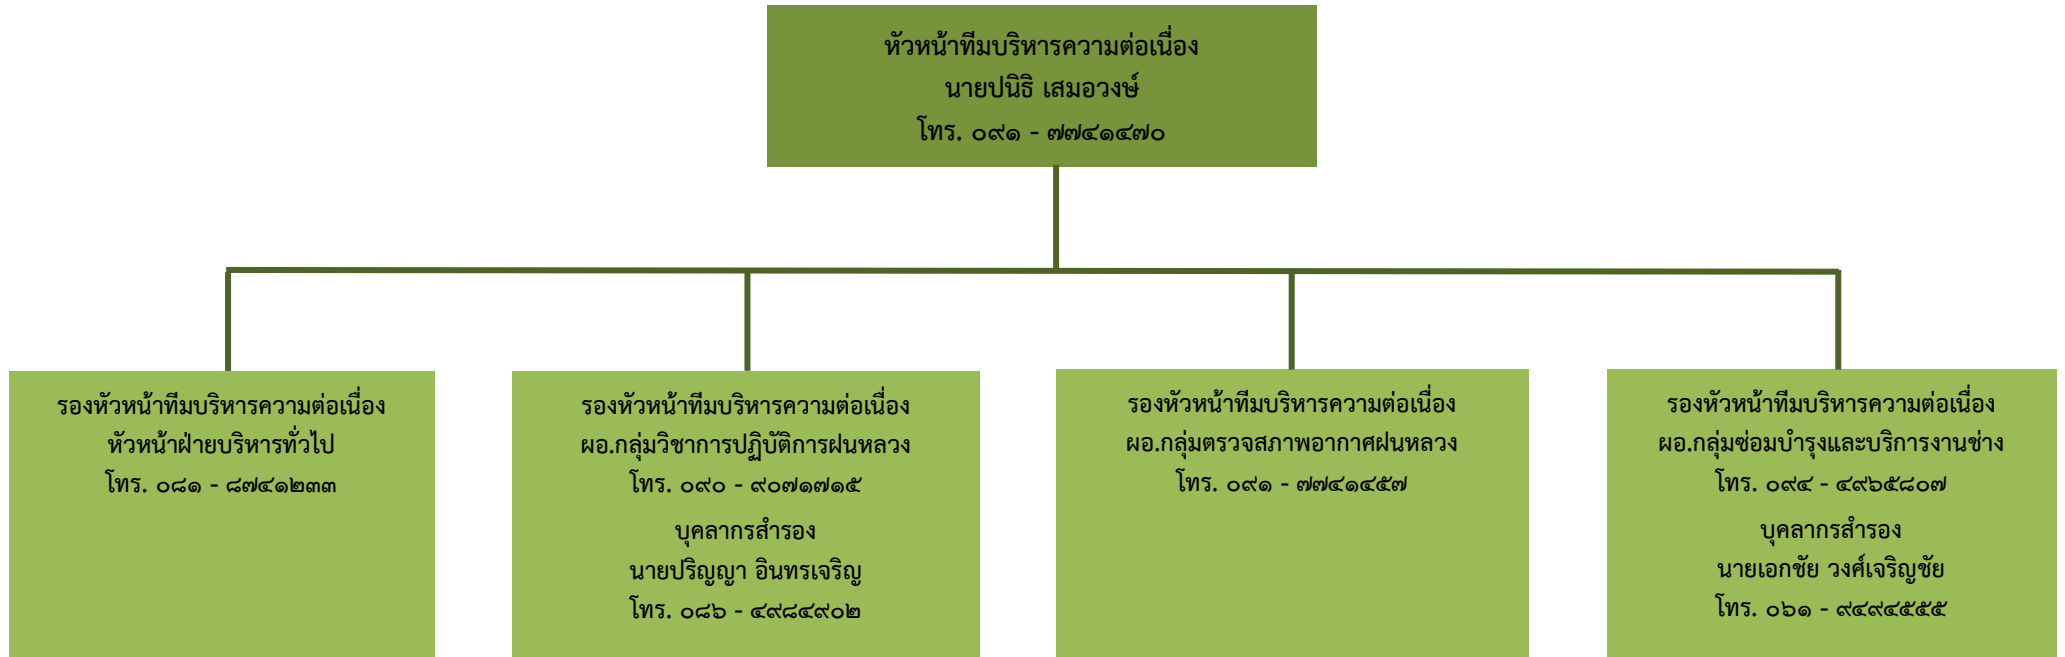 หัวหน้าทีมบริหารความต่อเนื่อง
นายปนิธิ เสมอวงษ์
โทร. ๐๙๑ - ๗๗๔๑๔๗๐
รองหัวหน้าทีมบริหารความต่อเนื่อง
หัวหน้าฝ่ายบริหารทั่วไป
โทร. ๐๘๑ - ๘๗๔๑๒๓๓
รองหัวหน้าทีมบริหารความต่อเนื่อง
ผอ.กลุ่มวิชาการปฏิบัติการฝนหลวง
โทร. ๐๙๐ - ๙๐๗๑๗๑๕
บุคลากรสำรอง
นายปริญญา อินทรเจริญ
โทร. ๐๘๖ - ๔๙๘๔๙๐๒
รองหัวหน้าทีมบริหารความต่อเนื่อง
ผอ.กลุ่มตรวจสภาพอากาศฝนหลวง
โทร. ๐๙๑ - ๗๗๔๑๔๕๗
รองหัวหน้าทีมบริหารความต่อเนื่อง
ผอ.กลุ่มซ่อมบำรุงและบริการงานช่าง
โทร. ๐๙๔ - ๔๙๖๕๘๐๗
บุคลากรสำรอง
นายเอกชัย วงศ์เจริญชัย
โทร. ๐๖๑ - ๙๔๙๔๕๕๕